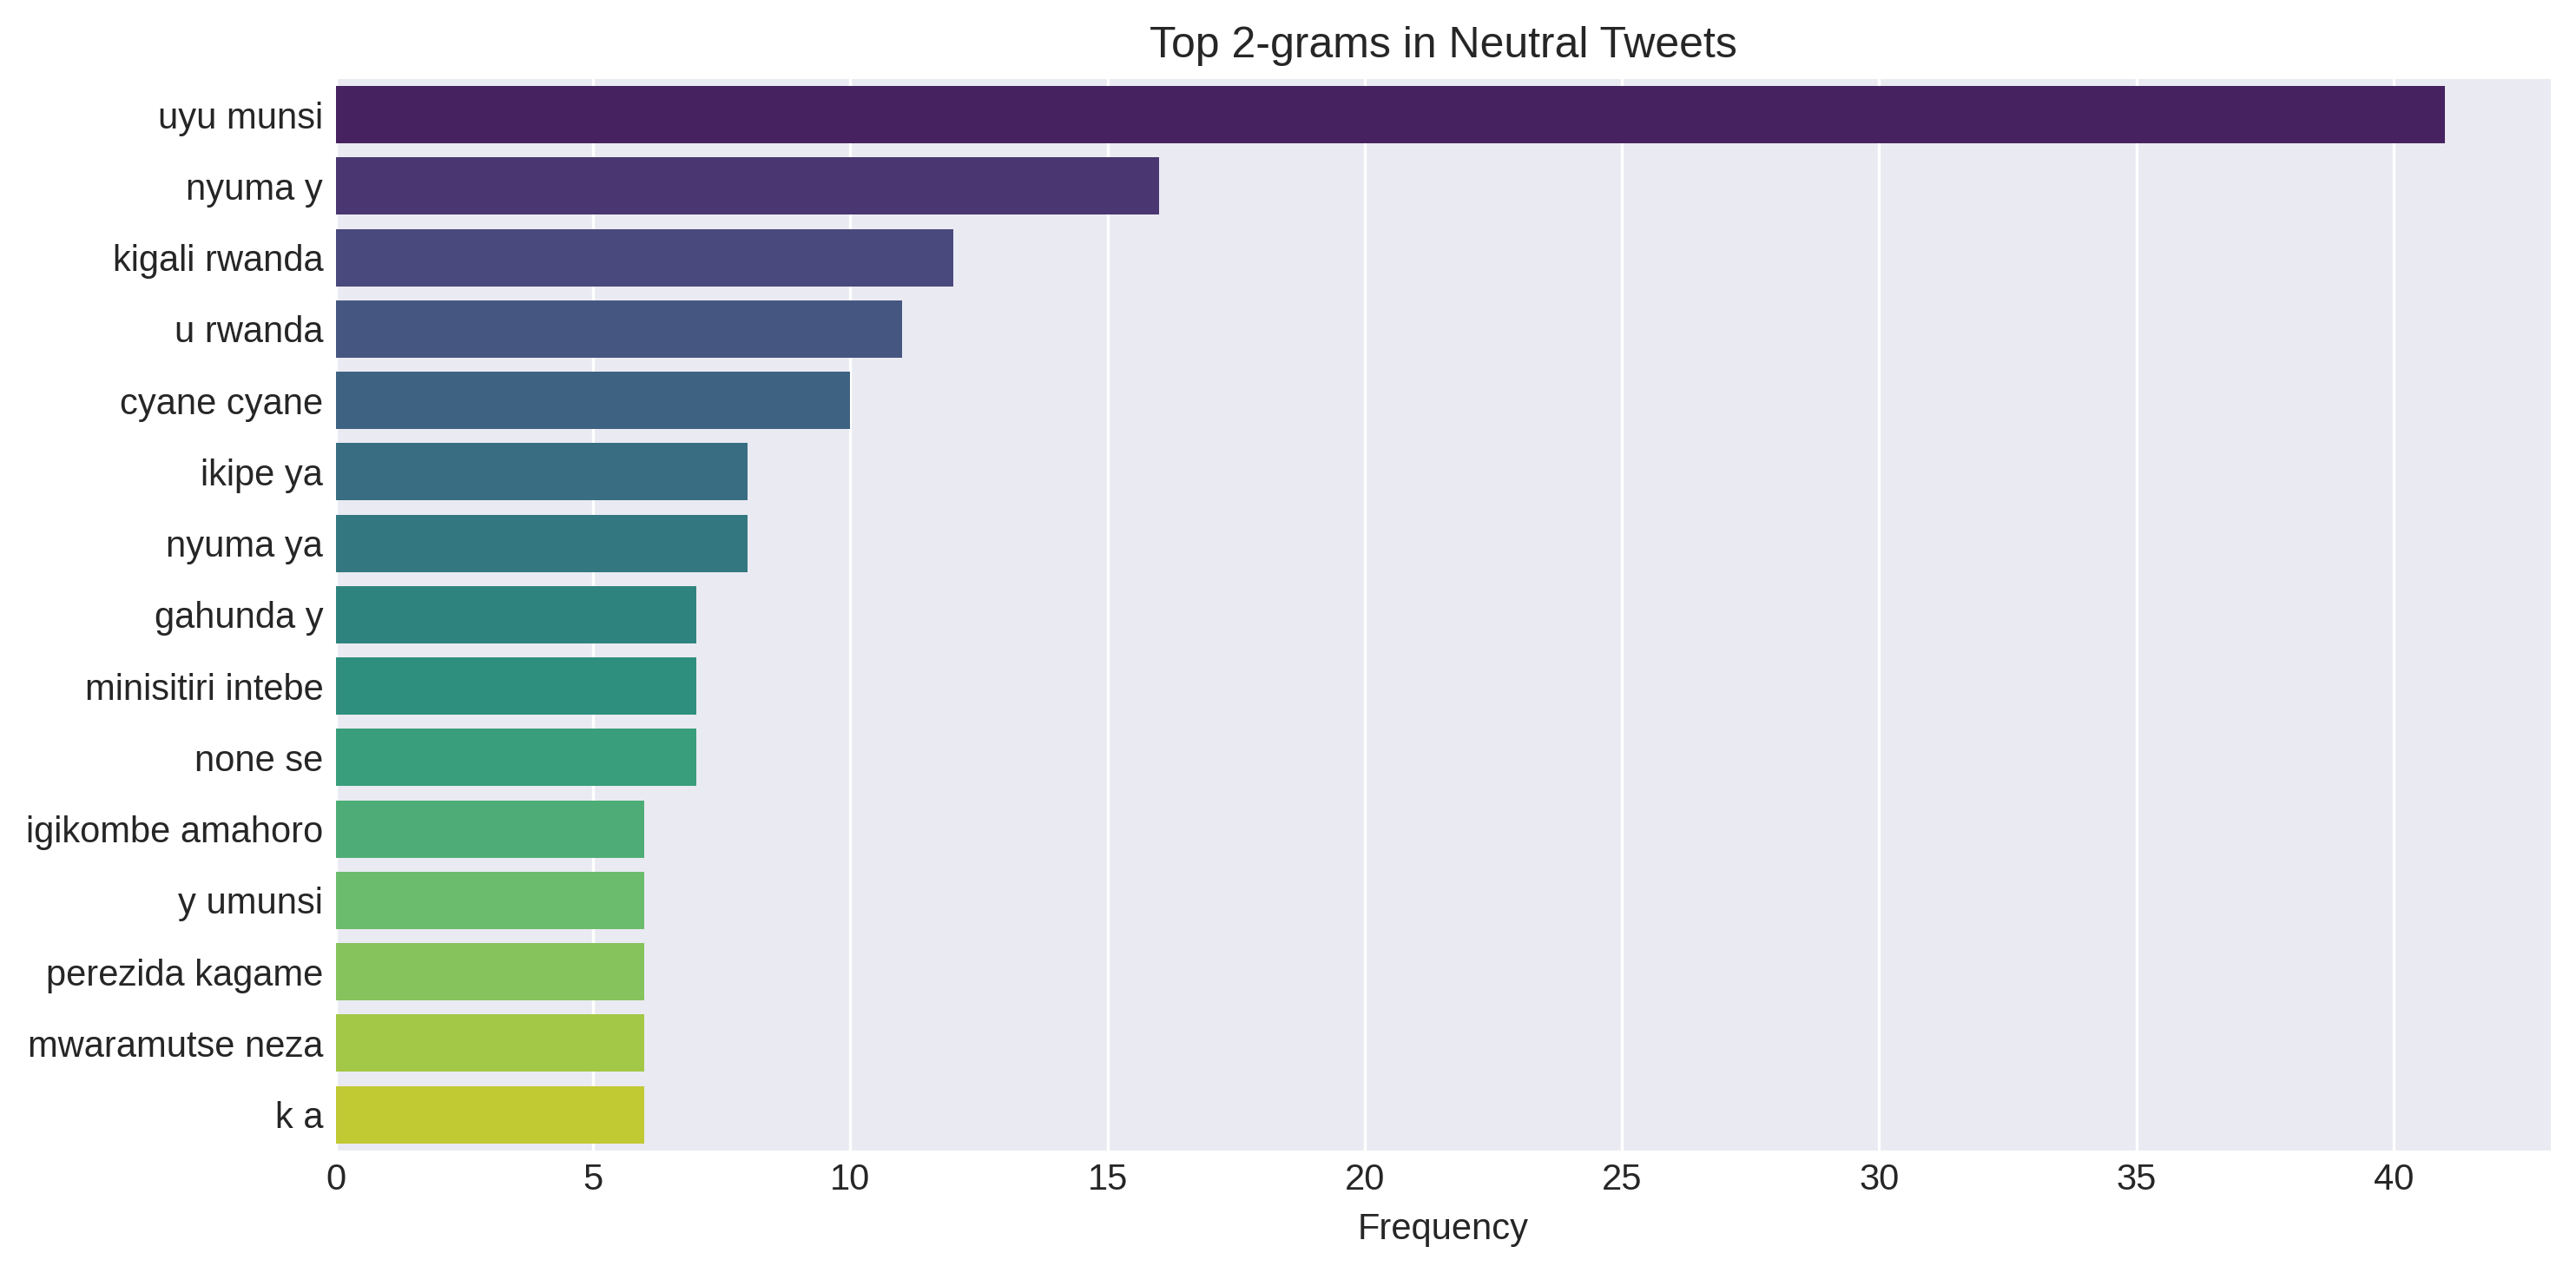 Top 2-grams in Neutral Tweets
uyu munsi
nyuma y
kigali rwanda
u rwanda
cyane cyane
ikipe ya
nyuma ya
gahunda y
minisitiri intebe
none se
igikombe amahoro
y umunsi
perezida kagame
mwaramutse neza
k a
0 5 10 15 20 25 30 35 40
Frequency